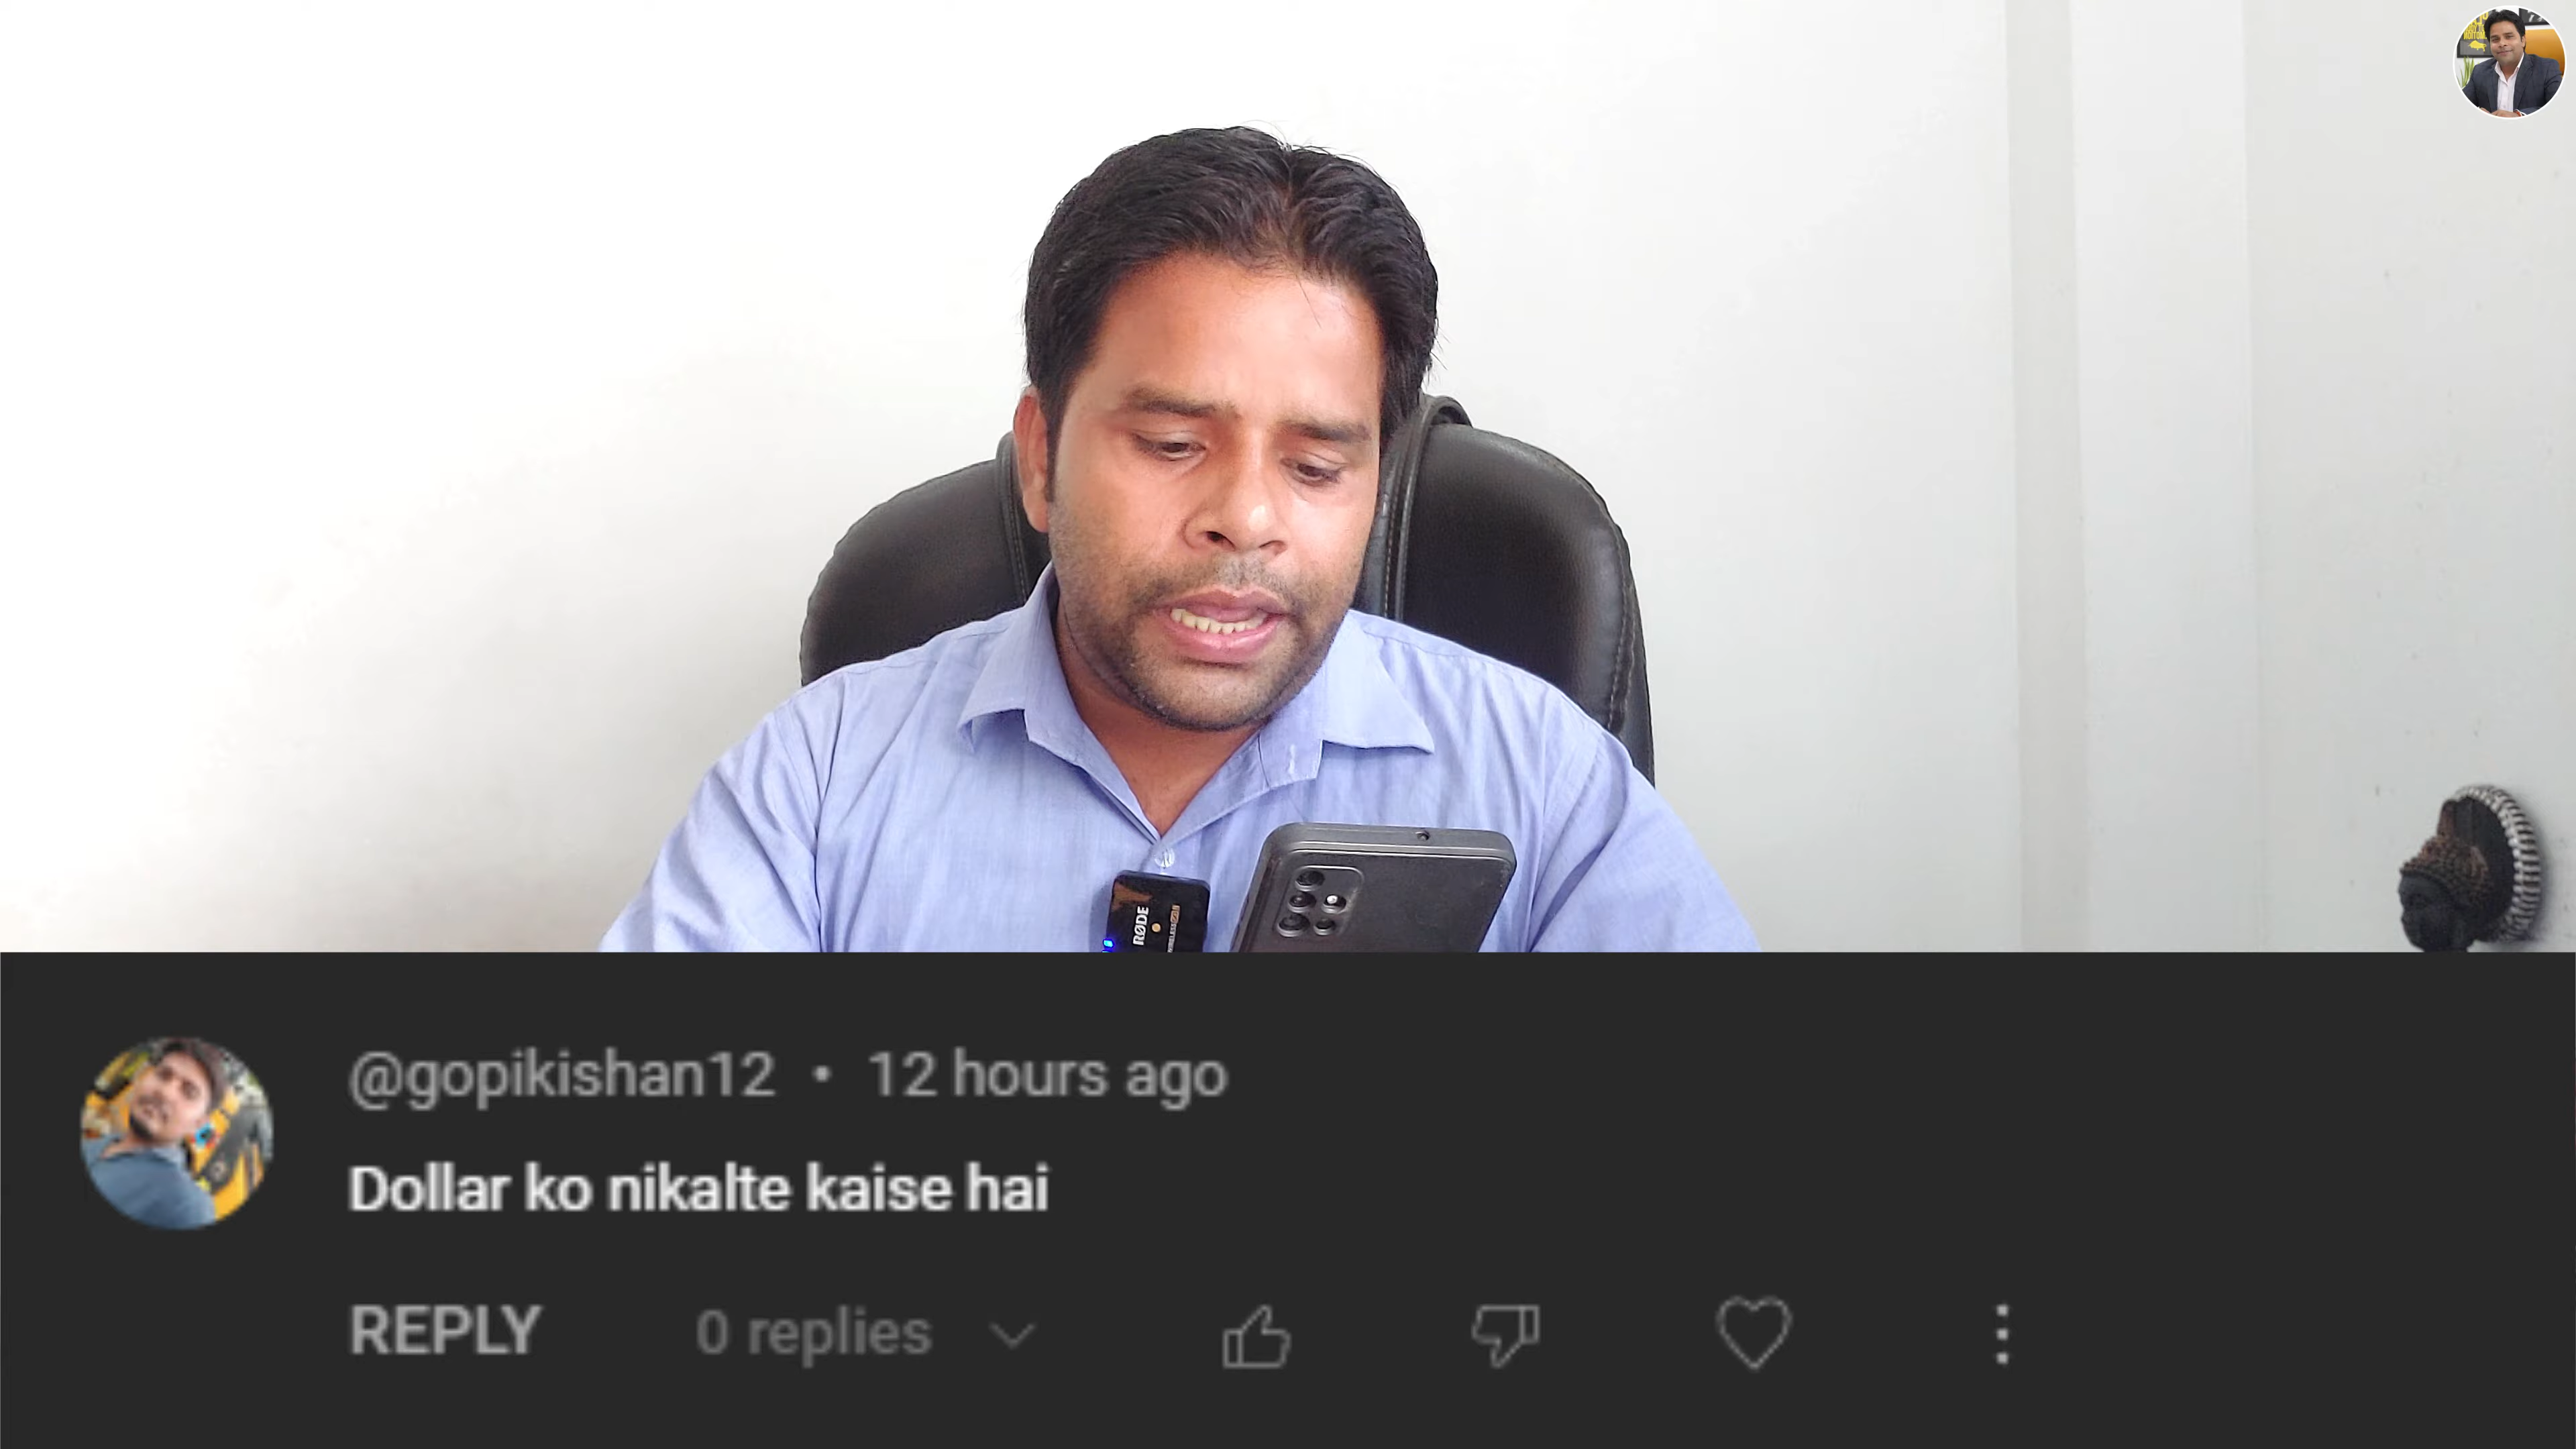 RØDE
@gopikishan12 • 12 hours ago
Dollar ko nikalte kaise hai
REPLY 0 replies